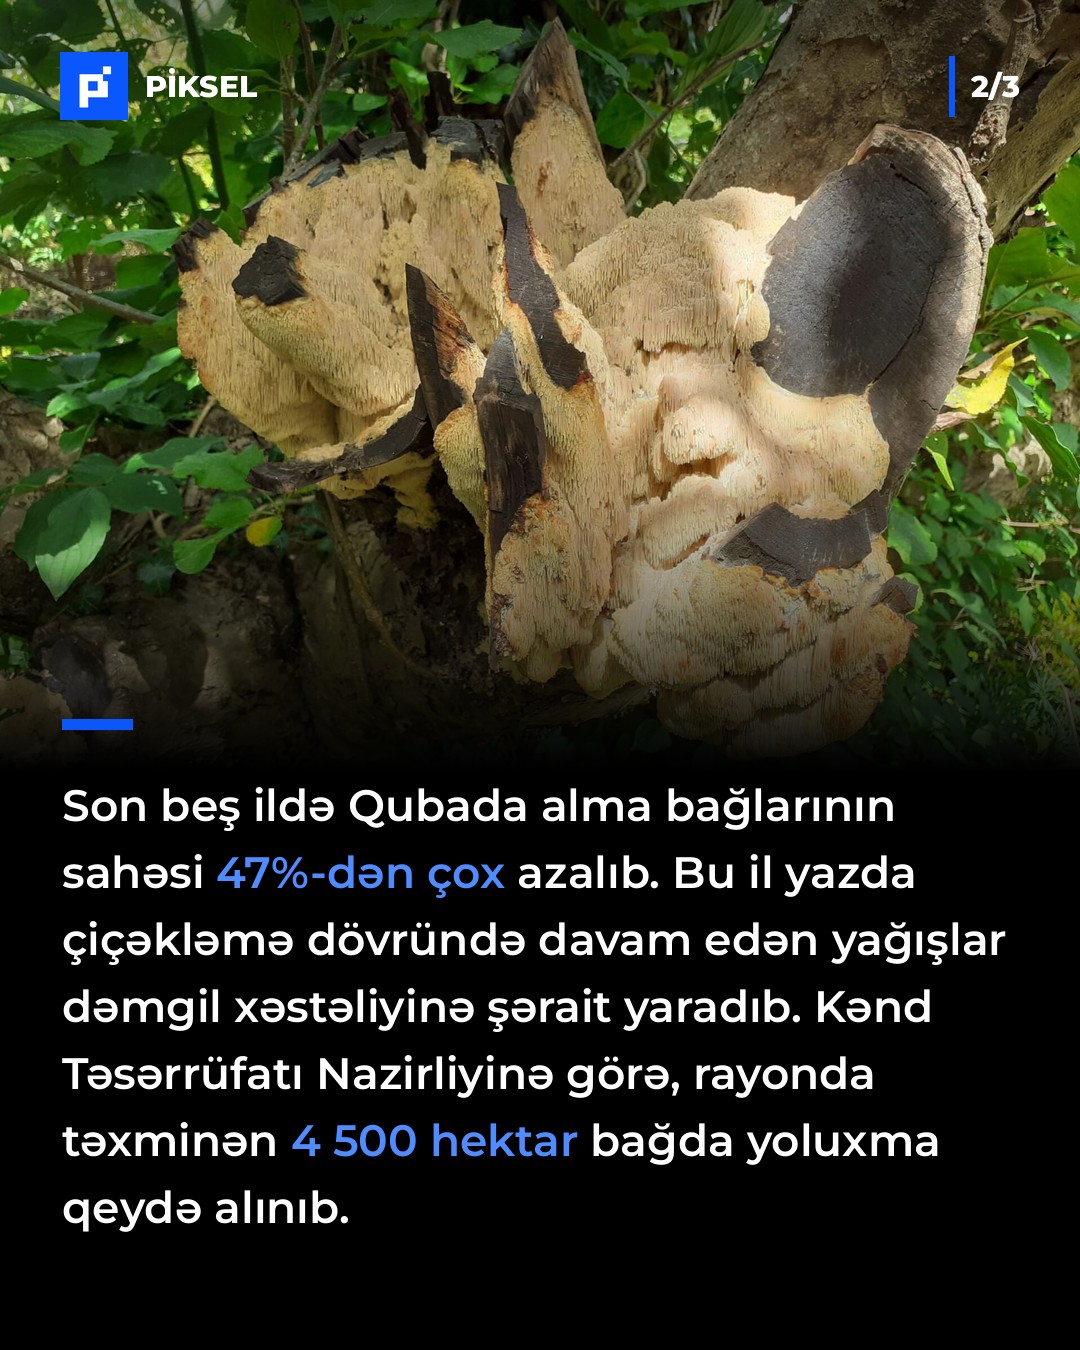 PİKSEL
2/3
Son beş ildə Qubada alma bağlarının
sahəsi 47%-dən çox azalıb. Bu il yazda
çiçəkləmə dövründə davam edən yağışlar
dəmgil xəstəliyinə şərait yaradıb. Kənd
Təsərrüfatı Nazirliyinə görə, rayonda
təxminən 4 500 hektar bağda yoluxma
qeydə alınıb.